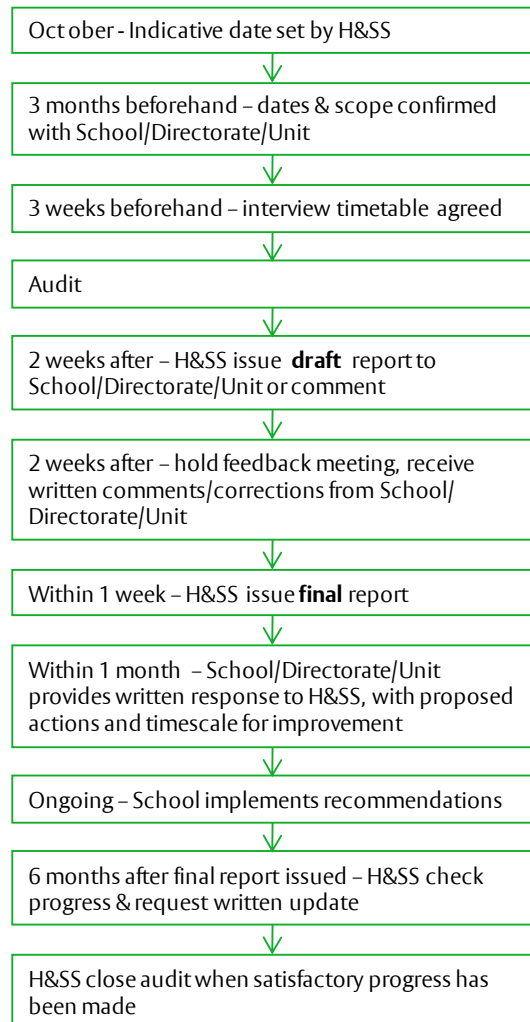 Oct ober - Indicative date set by H&SS
3 months beforehand – dates & scope confirmed
with School/Directorate/Unit
3 weeks beforehand – interview timetable agreed
Audit
2 weeks after – H&SS issue draft report to
School/Directorate/Unit or comment
2 weeks after – hold feedback meeting, receive
written comments/corrections from School/
Directorate/Unit
Within 1 week – H&SS issue final report
Within 1 month – School/Directorate/Unit
provides written response to H&SS, with proposed
actions and timescale for improvement
Ongoing – School implements recommendations
6 months after final report issued – H&SS check
progress & request written update
H&SS close audit when satisfactory progress has
been made